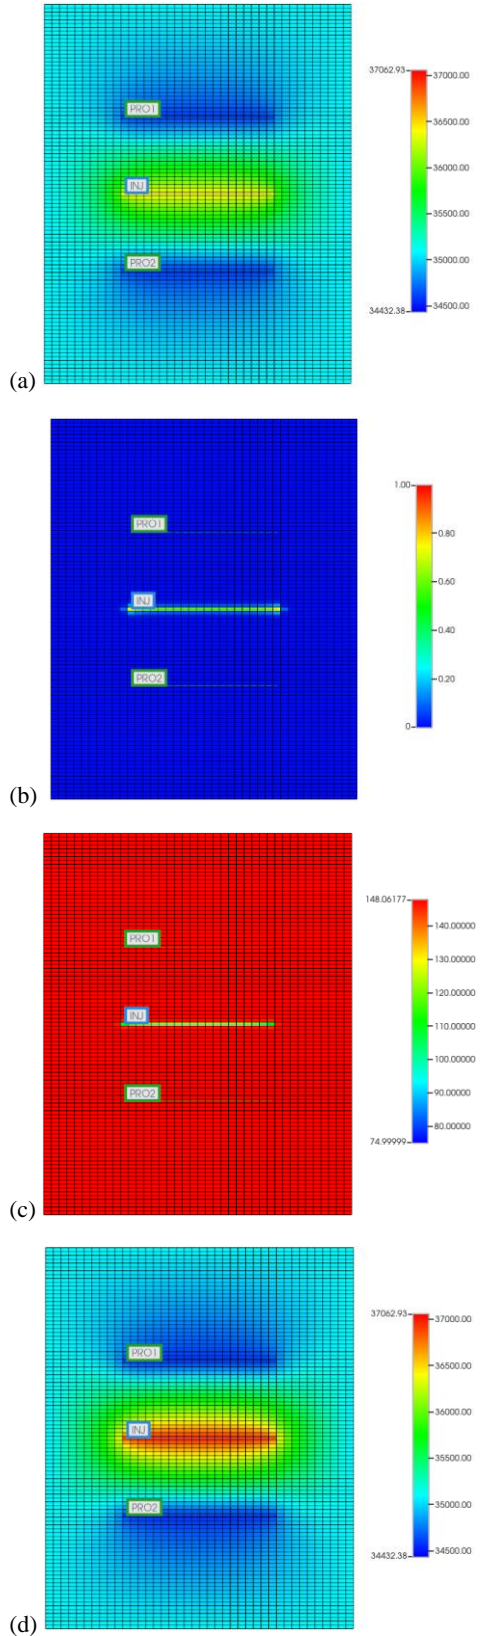 37062.93
37000.00
36500.00
PRO1
36000.00
INJ
35500.00
35000.00
PRO2
34500.00
34432.38
(a)
1.00
PRO1
0.80
0.60
INJ
0.40
0.20
PRO2
0
(b)
148.06177
140.00000
PRO1
130.00000
120.00000
INJ
110.00000
100.00000
PRO2
90.00000
80.00000
74.99999
(c)
37062.93
37000.00
PRO1
36500.00
36000.00
INJ
35500.00
35000.00
PRO2
34500.00
34432.38
(d)